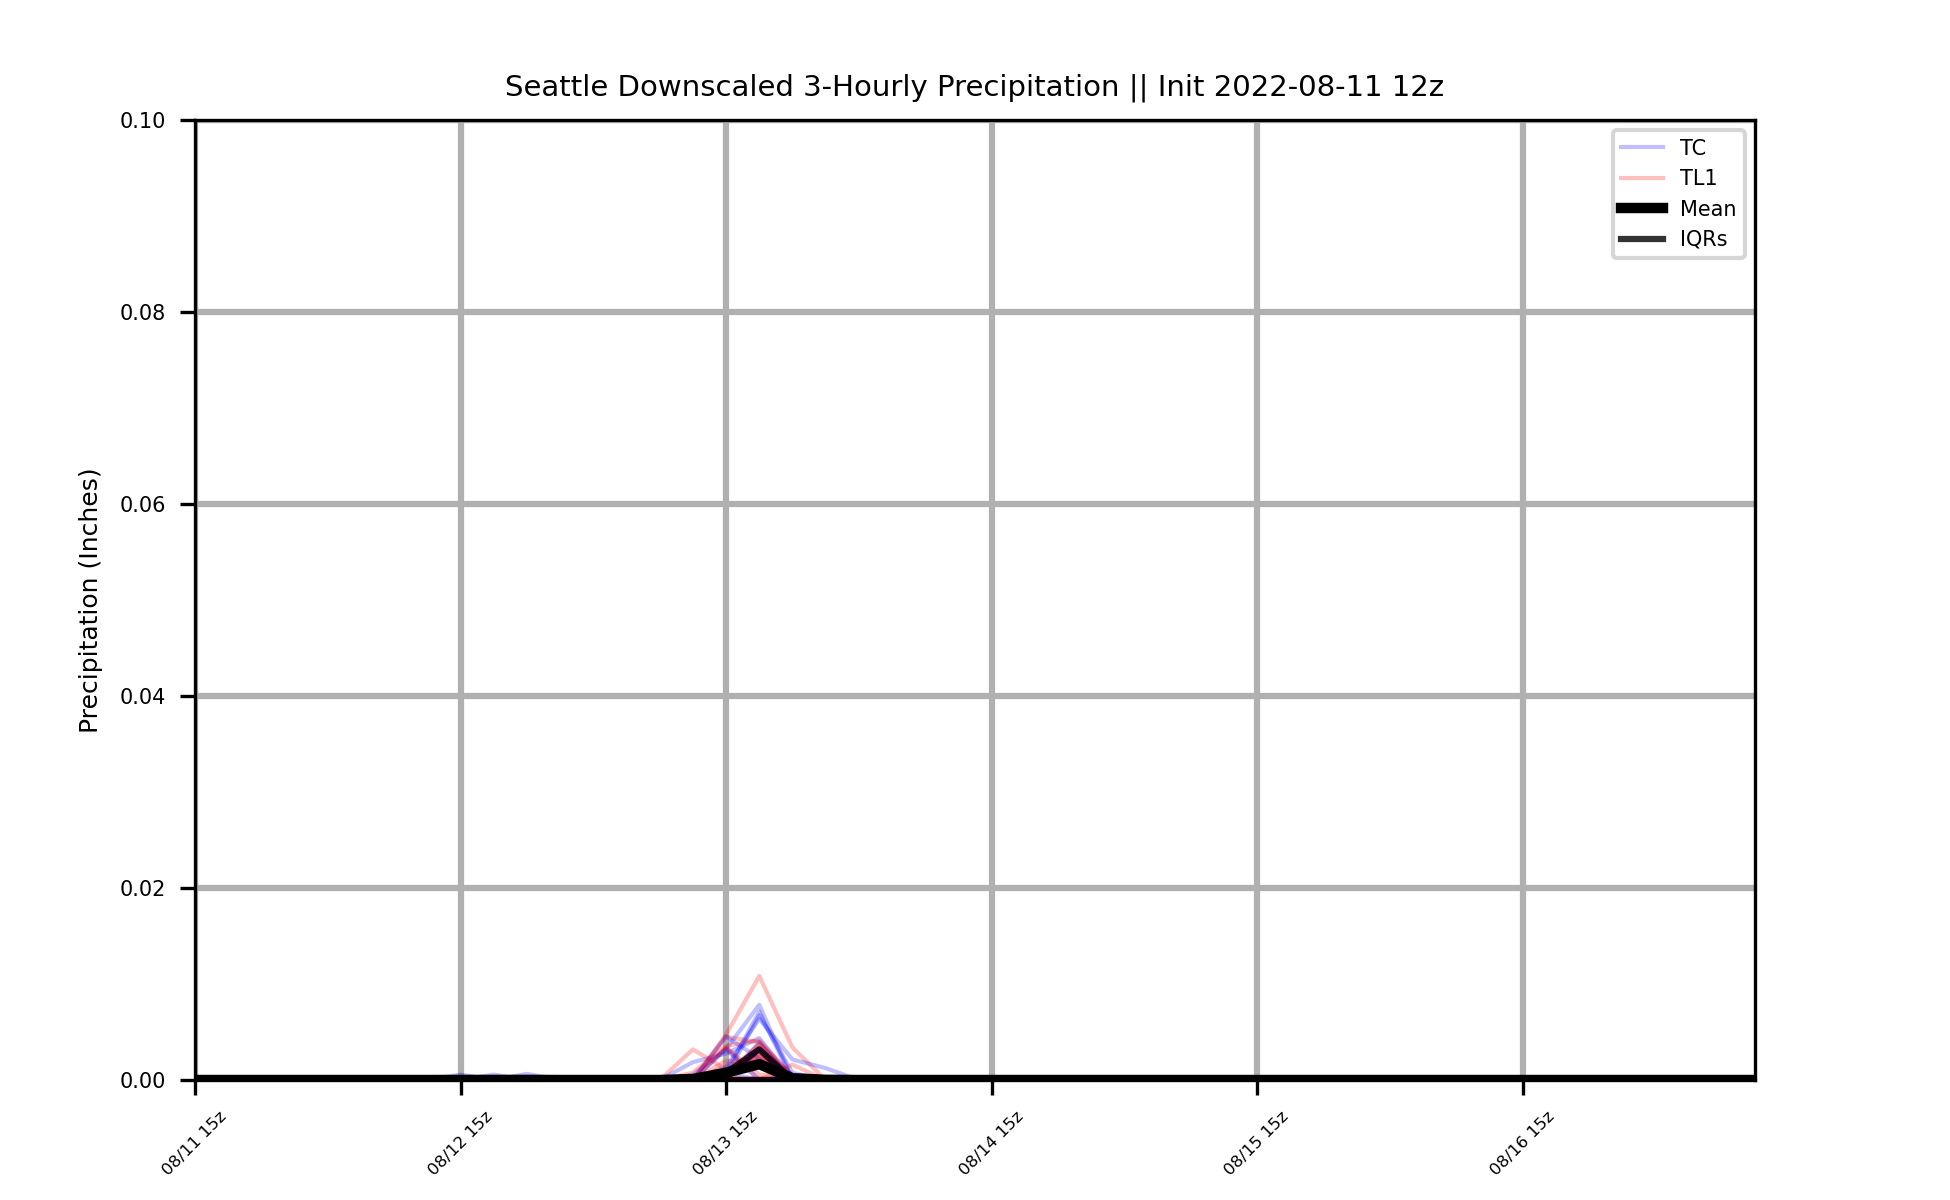 Seattle Downscaled 3-Hourly Precipitation || Init 2022-08-11 12z
TC
TL1
Mean
IQRs
Precipitation (Inches)
0.10
0.08
0.06
0.04
0.02
0.00
08/11 15z
08/12 15z
08/13 15z
08/14 15z
08/15 15z
08/16 15z